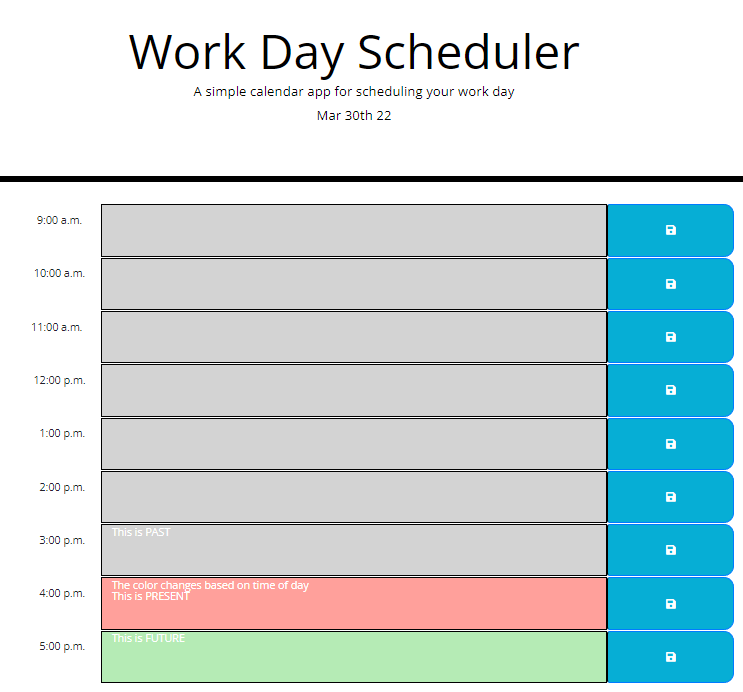 Work Day Scheduler
A simple calendar app for scheduling your work day
Mar 30th 22
9:00 a.m.
10:00 a.m.
11:00 a.m.
12:00 p.m.
1:00 p.m.
2:00 p.m.
3:00 p.m.
This is PAST
4:00 p.m.
The color changes based on time of day
This is PRESENT
5:00 p.m.
This is FUTURE